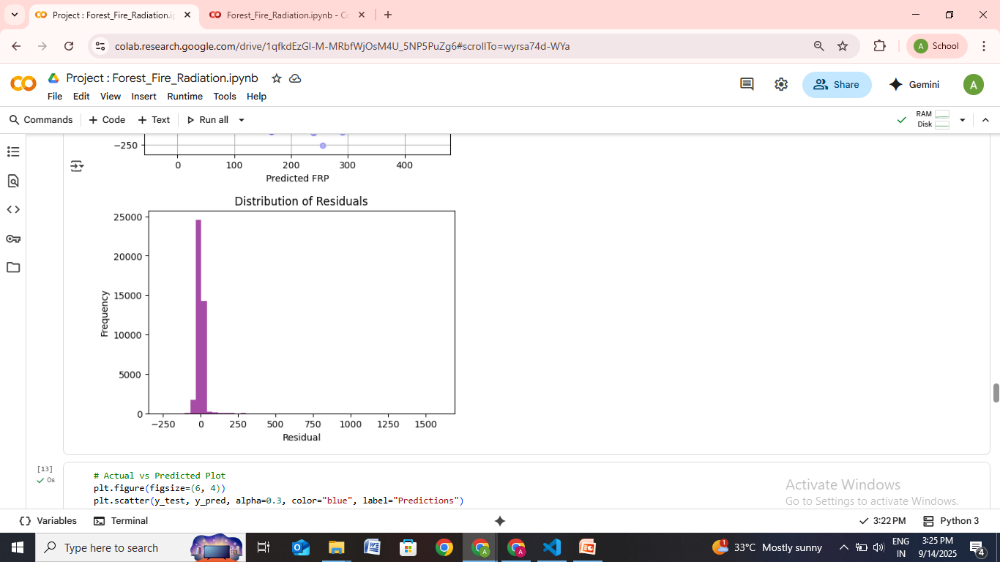 Project : Forest_Fire_Radiation.i
Forest_Fire_Radiation.ipynb - Co
colab.research.google.com/drive/1qfkdEzGI-M-MRbfWjOsM4U_5NP5PuZg6#scrollTo=wyrsa74d-WYa
A
School
CO
Project : Forest_Fire_Radiation.ipynb
File Edit View Insert Runtime Tools Help
Share
Gemini
A
Commands
+ Code
+ Text
Run all
RAM
Disk
−250
0 100 200 300 400
Predicted FRP
Distribution of Residuals
25000
20000
15000
10000
5000
0
Frequency
−250 0 250 500 750 1000 1250 1500
Residual
[13]
0s
# Actual vs Predicted Plot
plt.figure(figsize=(6, 4))
plt.scatter(y_test, y_pred, alpha=0.3, color="blue", label="Predictions")
Activate Windows
Go to Settings to activate Windows.
Variables
Terminal
3:22 PM
Python 3
Type here to search
33°C Mostly sunny
ENG
IN
3:25 PM
9/14/2025
4